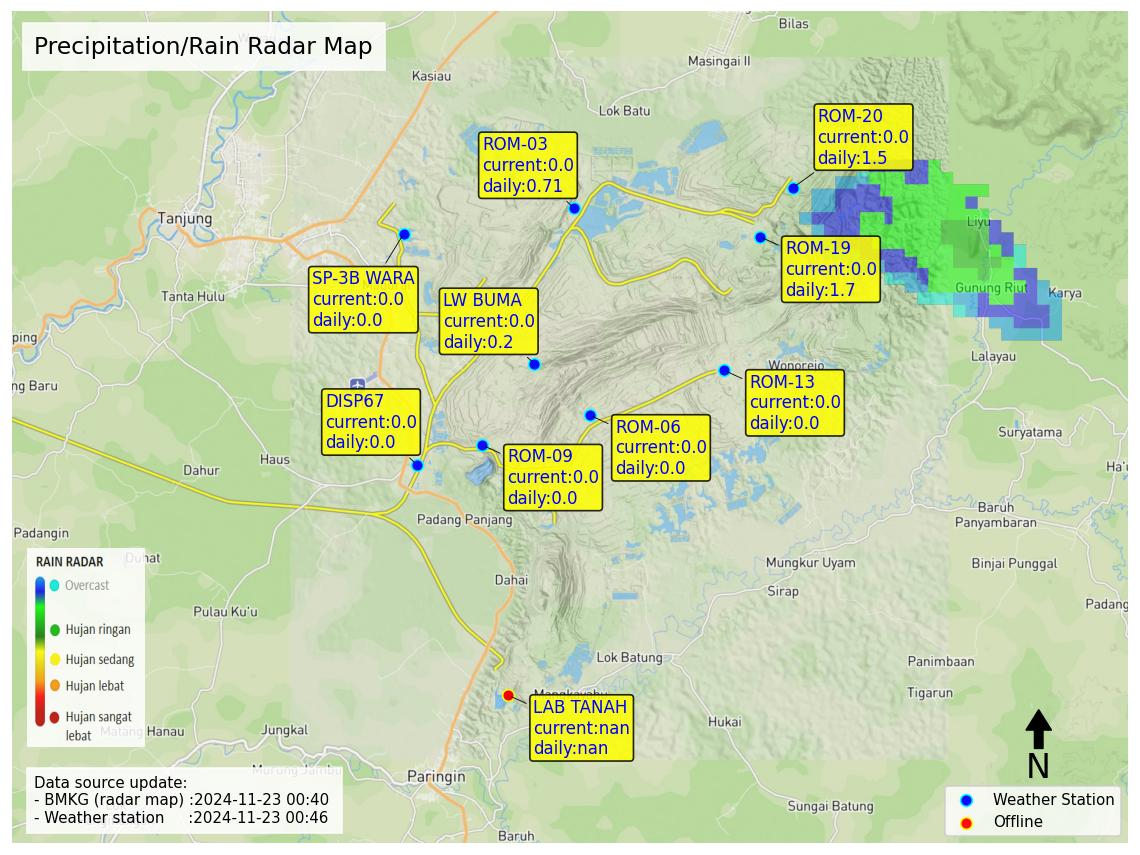 Precipitation/Rain Radar Map
Bilas
Masingai II
Kasiau
Lok Batu
ROM-20
current:0.0
daily:1.5
ROM-03
current:0.0
daily:0.71
Tanjung
Liyu
ROM-19
current:0.0
daily:1.7
SP-3B WARA
current:0.0
daily:0.0
Tanta Hulu
LW BUMA
current:0.0
daily:0.2
Gunung Riut
Karya
ping
Lalayau
Wonorejo
ng Baru
ROM-13
current:0.0
daily:0.0
DISP67
current:0.0
daily:0.0
ROM-06
current:0.0
daily:0.0
Suryatama
ROM-09
current:0.0
daily:0.0
Haus
Dahur
Ha'u
Baruh
Panyambaran
Padang Panjang
Padangin
Duhat
Mungkur Uyam
Binjai Punggal
Dahai
Sirap
Padang
Pulau Ku'u
RAIN RADAR
Overcast
Hujan ringan
Hujan sedang
Hujan lebat
Hujan sangat
lebat
Lok Batung
Panimbaan
Tigarun
Mangkayahu
LAB TANAH
current:nan
daily:nan
Matang Hanau
Jungkal
Hukai
Murung Jambu
Paringin
N
Data source update:
- BMKG (radar map) :2024-11-23 00:40
- Weather station :2024-11-23 00:46
Sungai Batung
Baruh
Weather Station
Offline